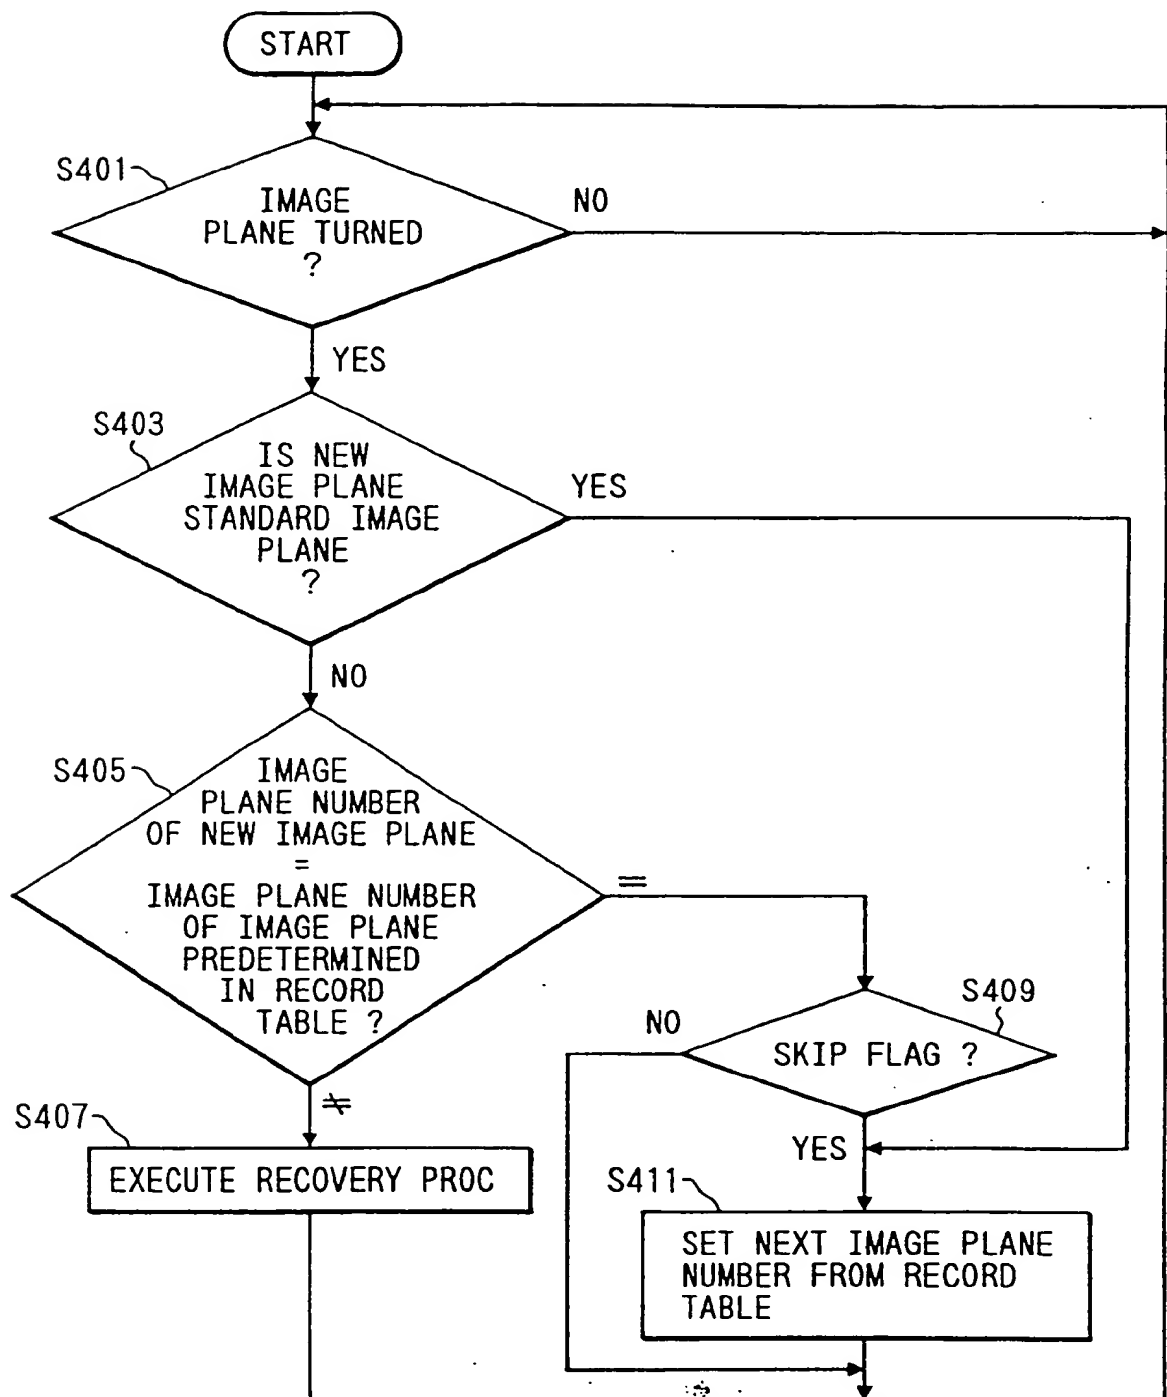 START
S401
IMAGE
PLANE TURNED
?
NO
YES
S403
IS NEW
IMAGE PLANE
STANDARD IMAGE
PLANE
?
YES
NO
S405
IMAGE
PLANE NUMBER
OF NEW IMAGE PLANE
=
IMAGE PLANE NUMBER
OF IMAGE PLANE
PREDETERMINED
IN RECORD
TABLE ?
=
≠
S409
NO
SKIP FLAG ?
YES
S407
EXECUTE RECOVERY PROC
S411
SET NEXT IMAGE PLANE
NUMBER FROM RECORD
TABLE